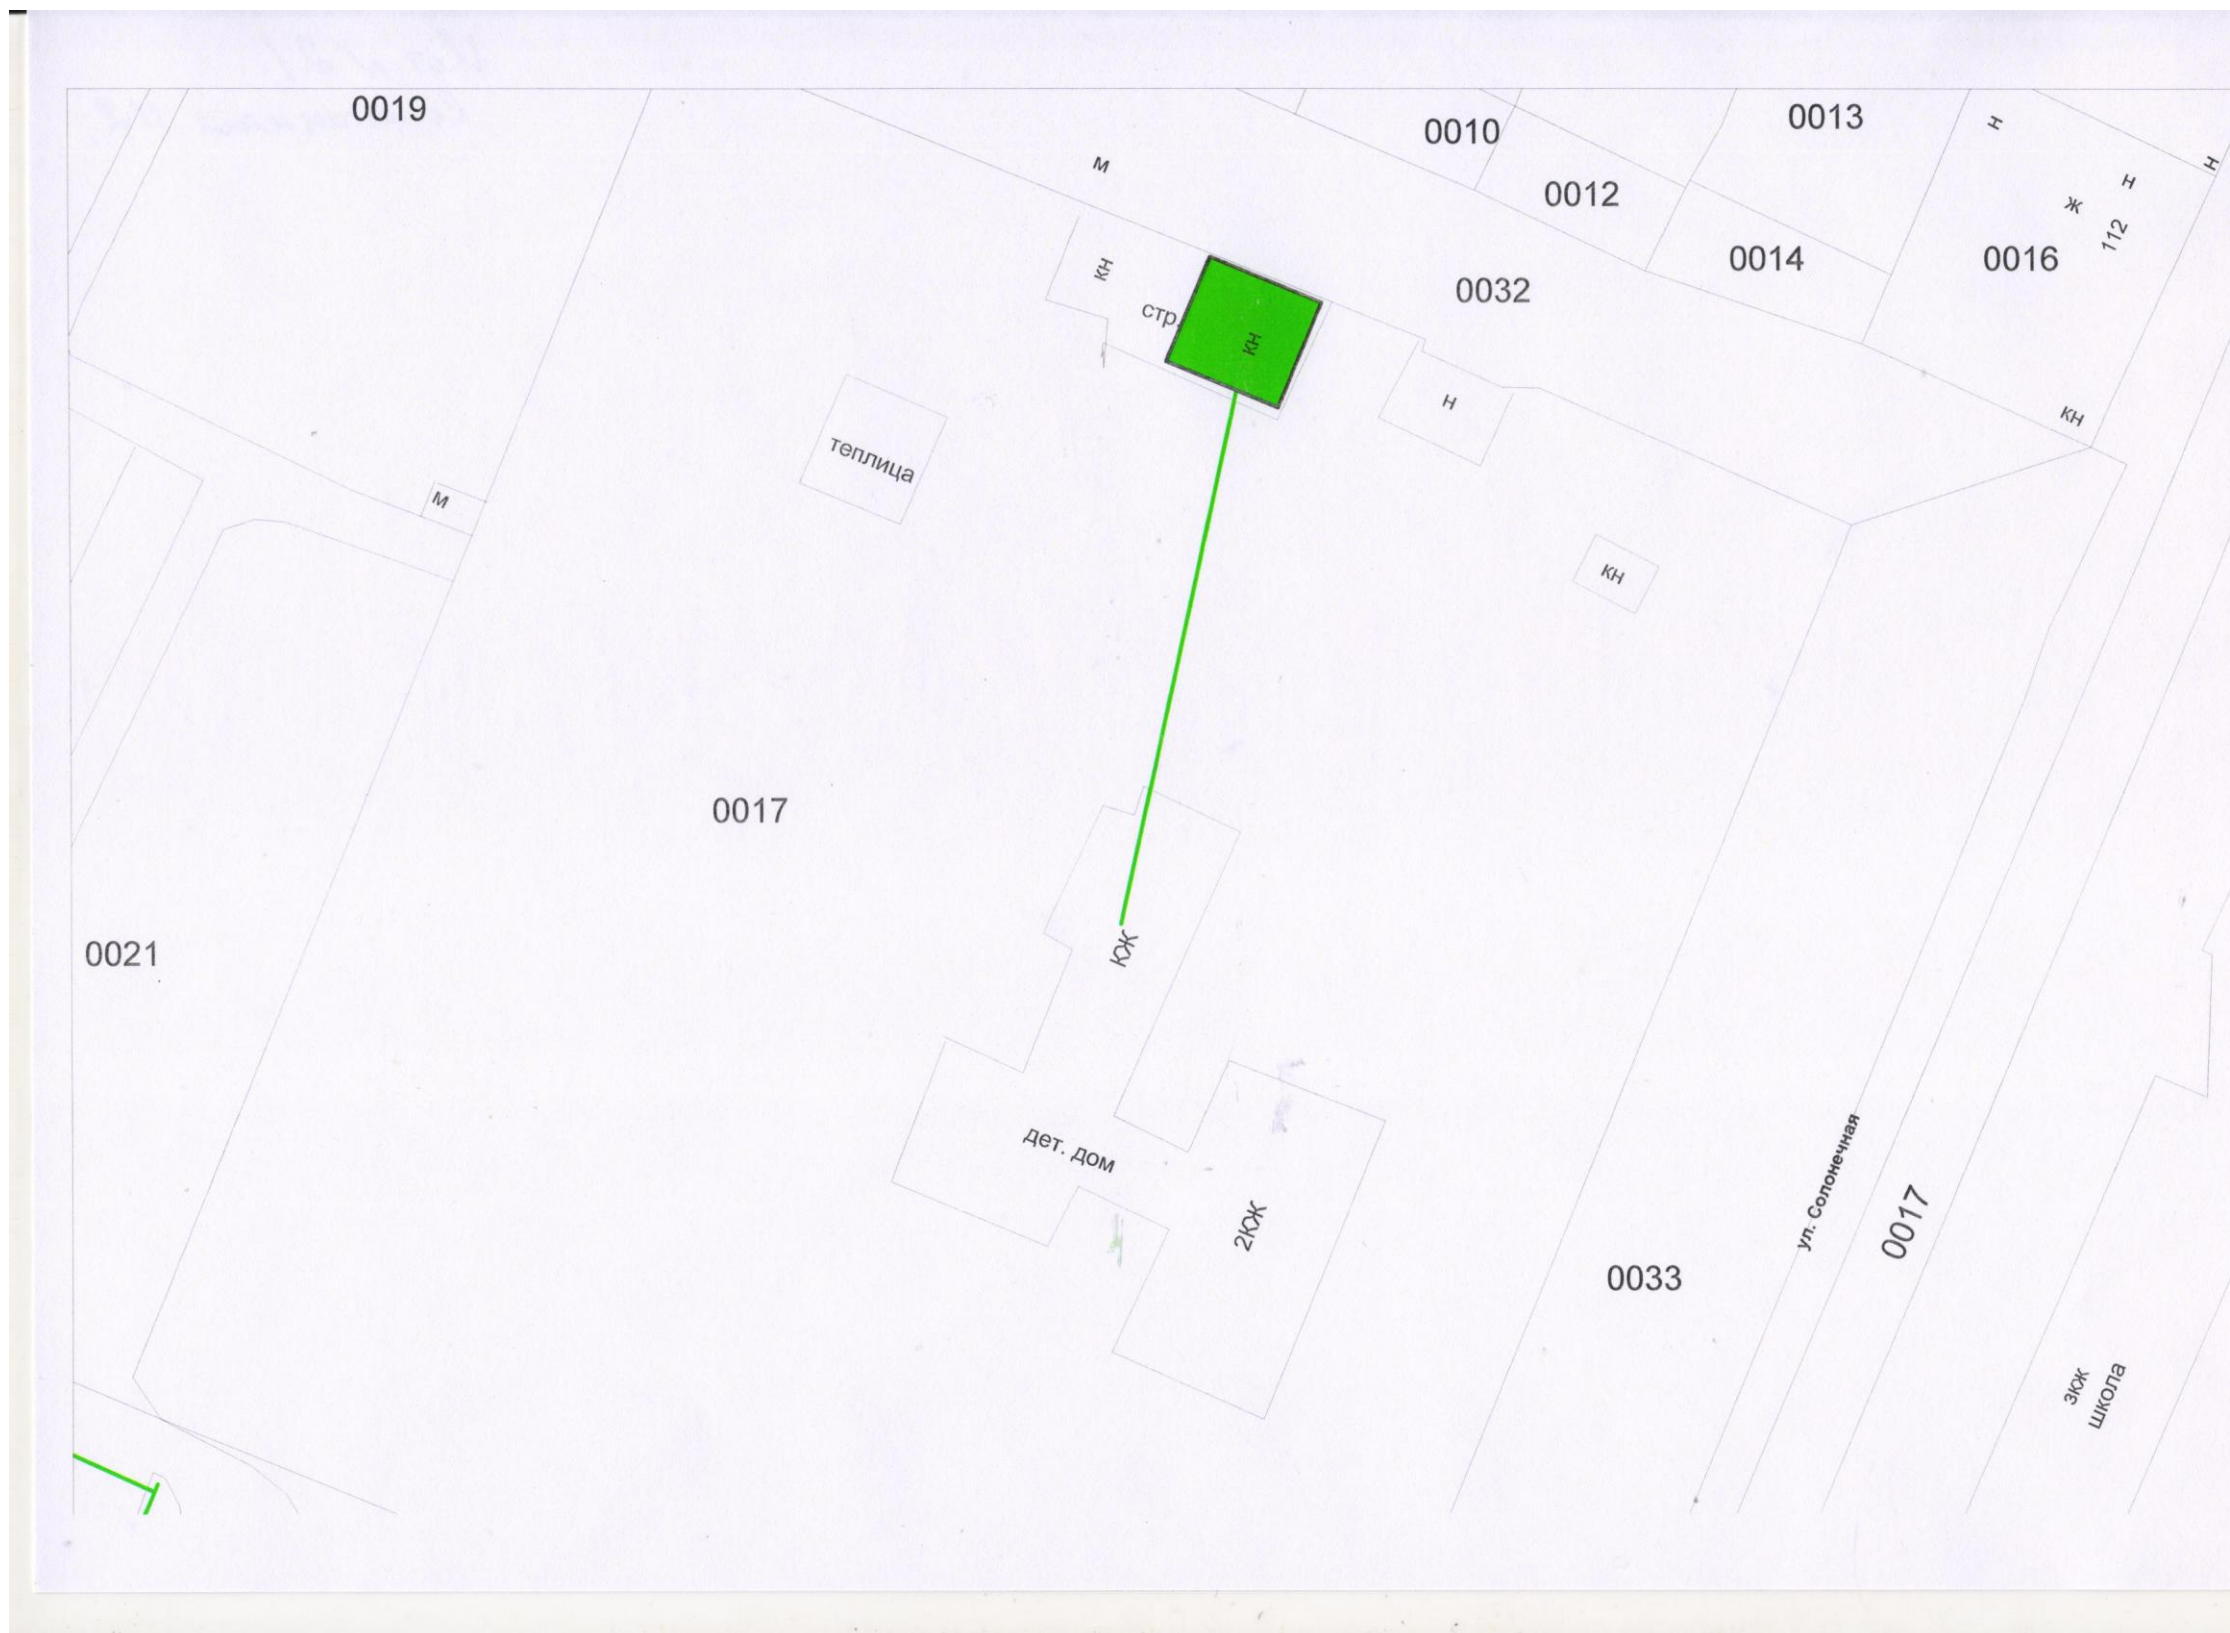 0019
0010
0013
н
м
н
н
0012
ж
112
кн
0014
0016
0032
стр.
кн
н
кн
теплица
м
кн
0017
0021
КЖ
дет. дом
2КЖ
ул. Солонечная
0017
0033
3КЖ
школа